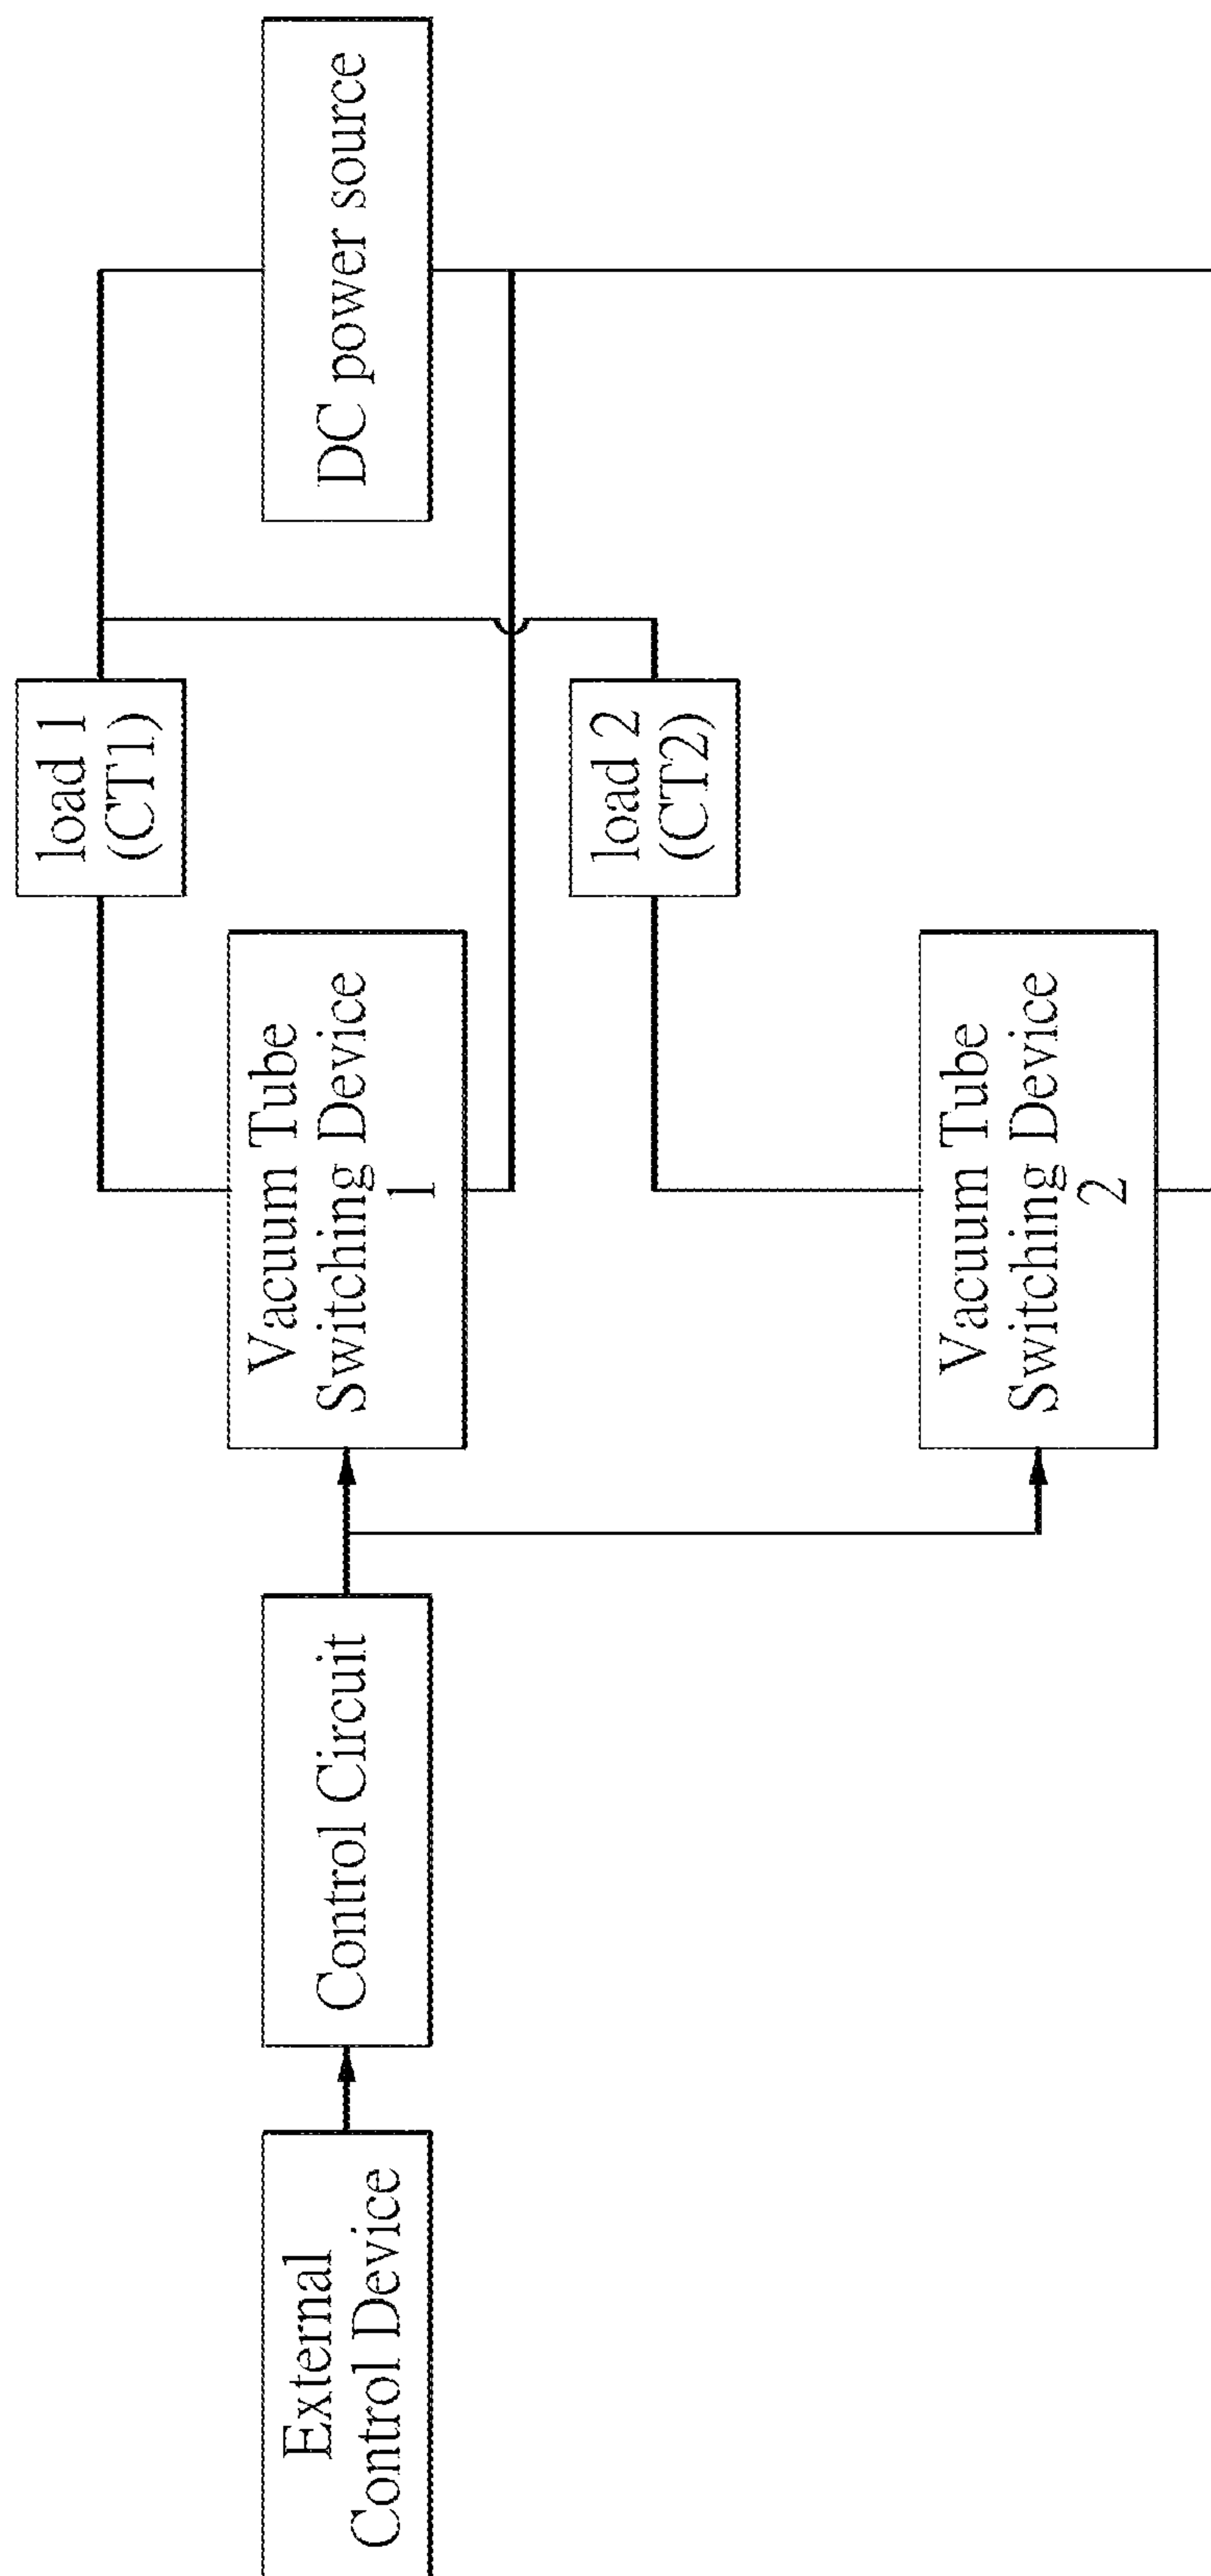 External
Control Device
Control Circuit
Vacuum Tube
Switching Device
1
load 1
(CT1)
DC power source
load 2
(CT2)
Vacuum Tube
Switching Device
2